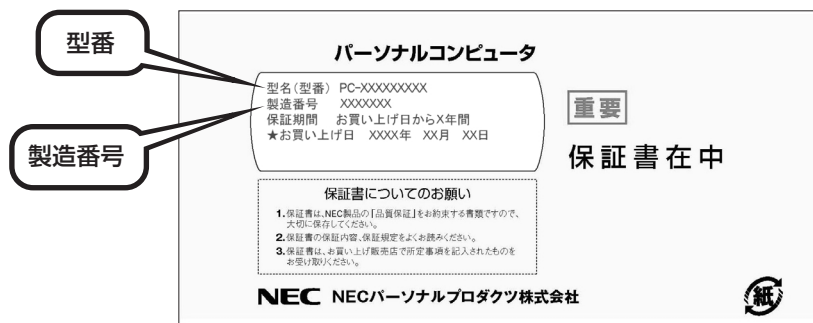 型番
製造番号
パーソナルコンピュータ
型名(型番) PC-XXXXXXXXX
製造番号 XXXXXXX
保証期間 お買い上げ日からX年間
★お買い上げ日 XXXX年 XX月 XX日
重要
保証書在中
保証書についてのお願い
1.保証書は、NEC製品の「品質保証」をお約束する書類ですので、
大切に保存してください。
2.保証書の保証内容、保証規定をよくお読みください。
3.保証書は、お買い上げ販売店で所定事項を記入されたものを
お受け取りください。
NEC NECパーソナルプロダクツ株式会社
紙